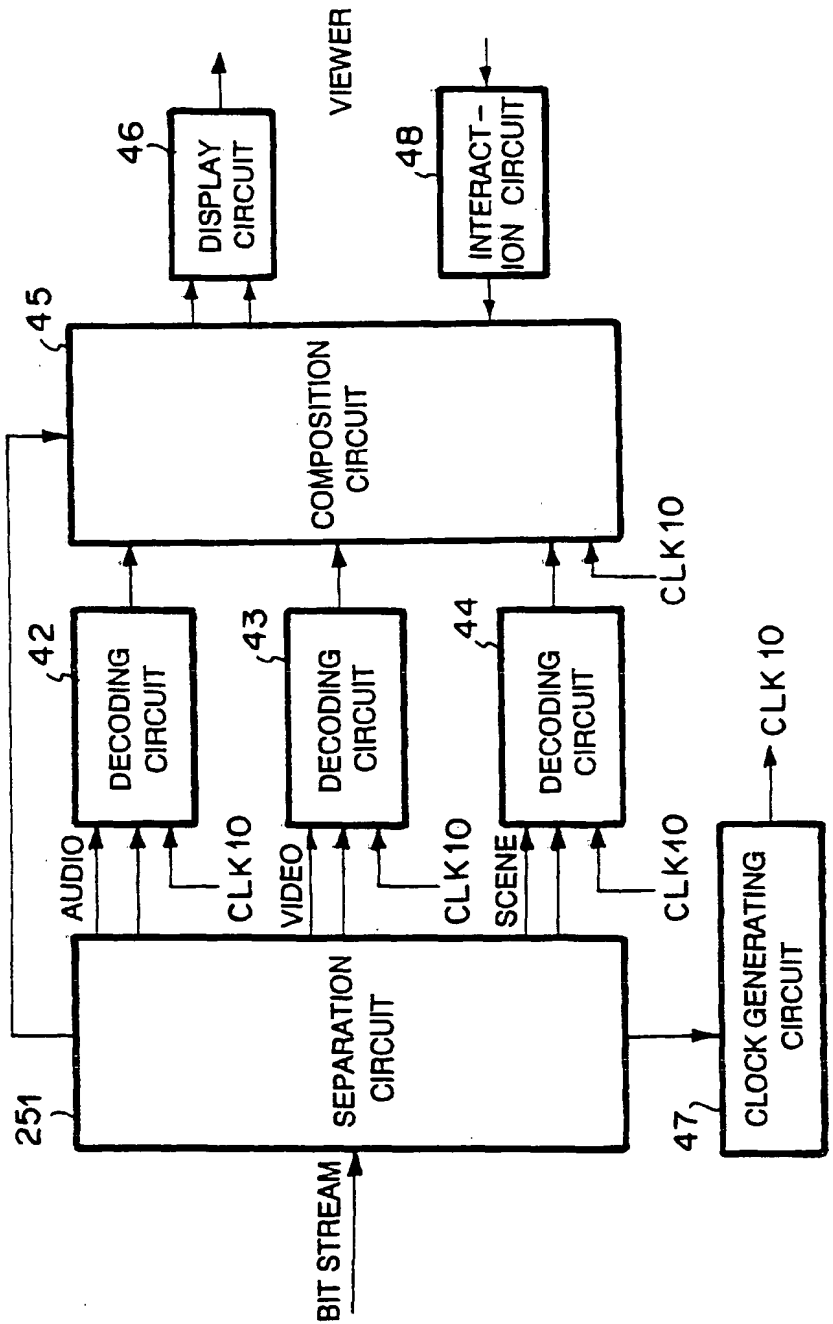 BIT STREAM
251
SEPARATION
CIRCUIT
AUDIO
CLK10
VIDEO
CLK10
SCENE
CLK10
42
DECODING
CIRCUIT
43
DECODING
CIRCUIT
44
DECODING
CIRCUIT
47
CLOCK GENERATING
CIRCUIT
CLK 10
45
COMPOSITION
CIRCUIT
CLK10
46
DISPLAY
CIRCUIT
VIEWER
48
INTERACT-
ION CIRCUIT